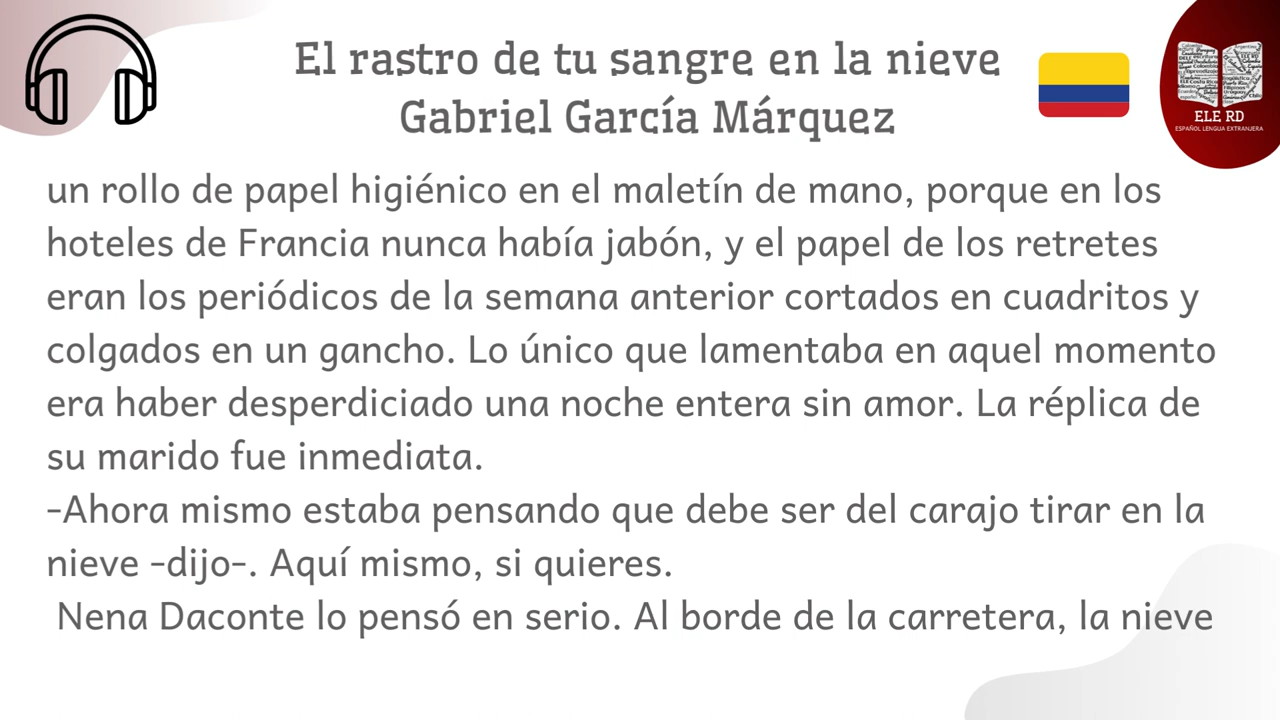 El rastro de tu sangre en la nieve
Gabriel García Márquez
ELE RD
ESPAÑOL LENGUA EXTRANJERA
un rollo de papel higiénico en el maletín de mano, porque en los
hoteles de Francia nunca había jabón, y el papel de los retretes
eran los periódicos de la semana anterior cortados en cuadritos y
colgados en un gancho. Lo único que lamentaba en aquel momento
era haber desperdiciado una noche entera sin amor. La réplica de
su marido fue inmediata.
-Ahora mismo estaba pensando que debe ser del carajo tirar en la
nieve -dijo-. Aquí mismo, si quieres.
Nena Daconte lo pensó en serio. Al borde de la carretera, la nieve